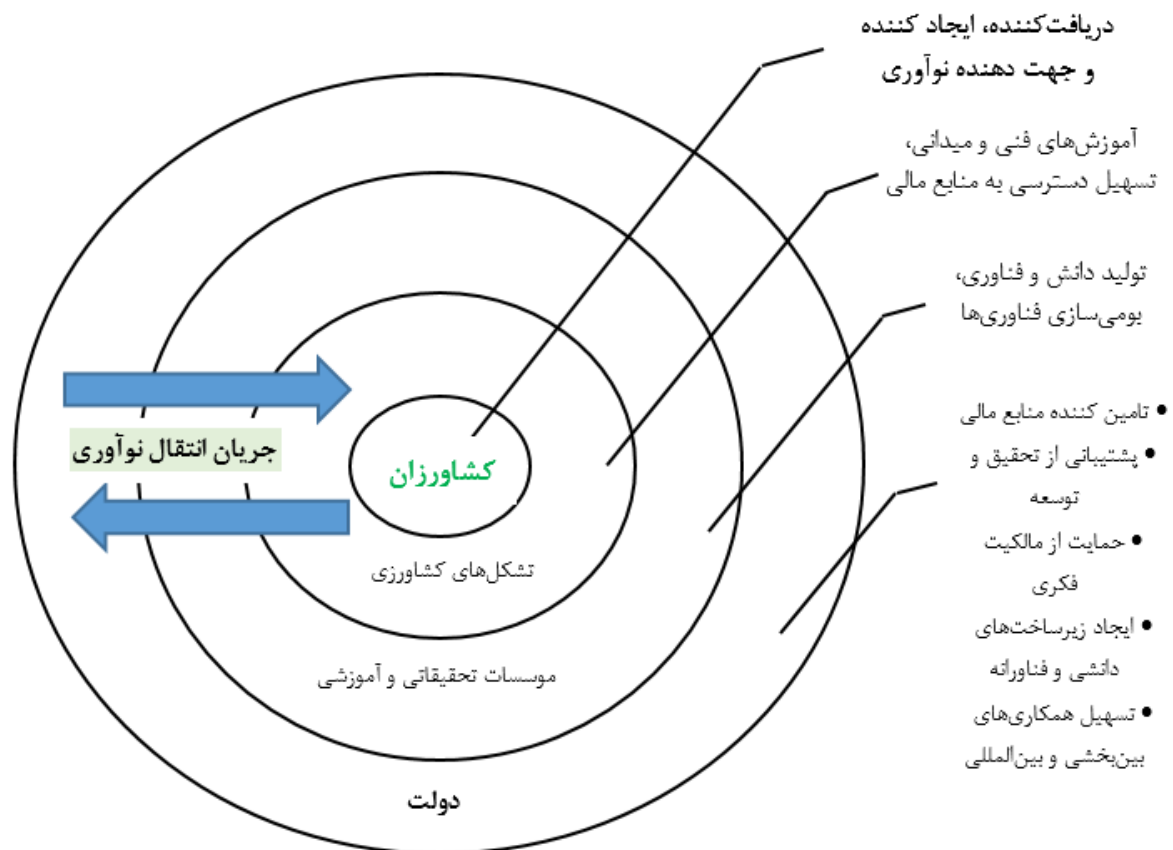 دریافت‌کننده، ایجاد کننده
و جهت دهنده نوآوری
آموزش‌های فنی و میدانی،
تسهیل دسترسی به منابع مالی
تولید دانش و فناوری،
بومی‌سازی فناوری‌ها
• تامین کننده منابع مالی
• پشتیبانی از تحقیق و
توسعه
• حمایت از مالکیت
فکری
• ایجاد زیرساخت‌های
دانشی و فناورانه
• تسهیل همکاری‌های
بین‌بخشی و بین‌المللی
جریان انتقال نوآوری
کشاورزان
تشکل‌های کشاورزی
موسسات تحقیقاتی و آموزشی
دولت